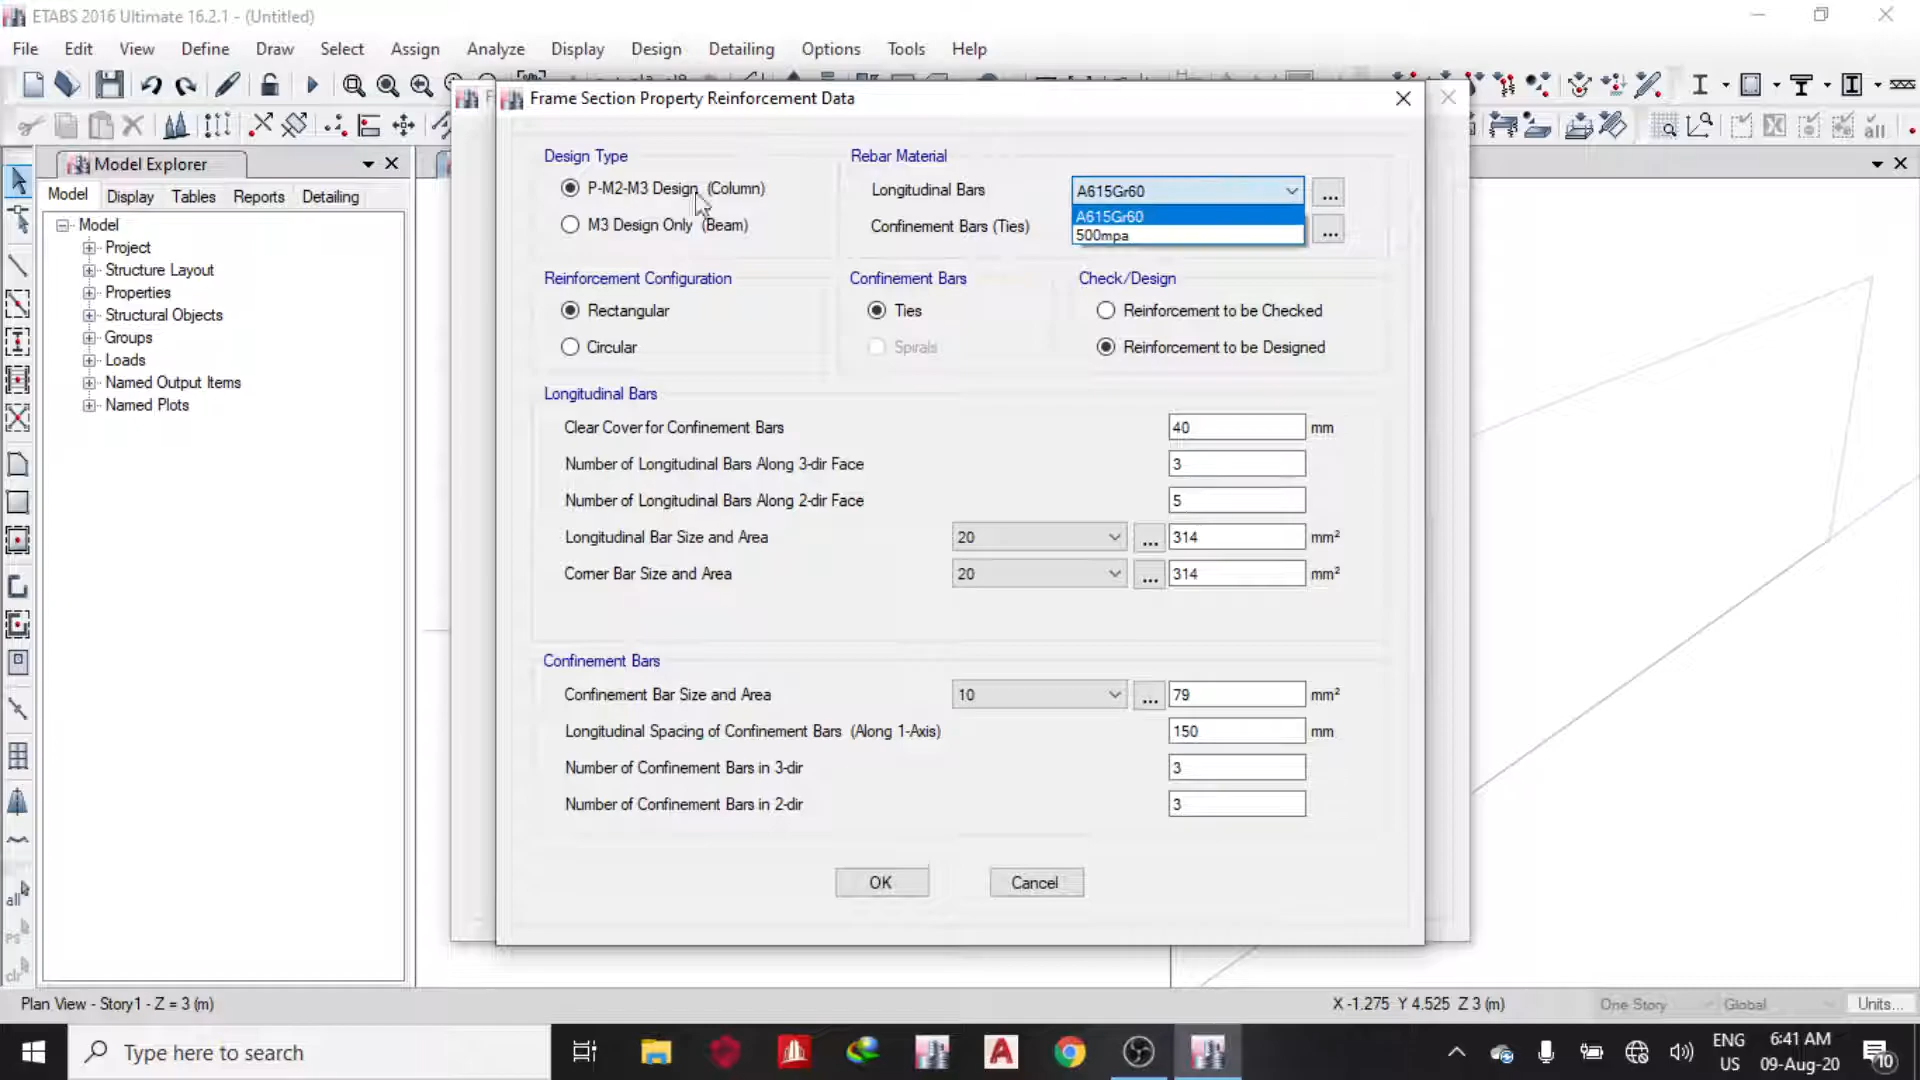 ETABS 2016 Ultimate 16.2.1 - (Untitled)
File Edit View Define Draw Select Assign Analyze Display Design Detailing Options Tools Help
Frame Section Property Reinforcement Data
Model Explorer
Model Display Tables Reports Detailing
Model
Project
Structure Layout
Properties
Structural Objects
Groups
Loads
Named Output Items
Named Plots
Design Type
P-M2-M3 Design (Column)
M3 Design Only (Beam)
Rebar Material
Longitudinal Bars A615Gr60 ...
A615Gr60
500mpa
Confinement Bars (Ties) ...
Reinforcement Configuration
Rectangular
Circular
Confinement Bars
Ties
Spirals
Check/Design
Reinforcement to be Checked
Reinforcement to be Designed
Longitudinal Bars
Clear Cover for Confinement Bars 40 mm
Number of Longitudinal Bars Along 3-dir Face 3
Number of Longitudinal Bars Along 2-dir Face 5
Longitudinal Bar Size and Area 20 ... 314 mm²
Corner Bar Size and Area 20 ... 314 mm²
Confinement Bars
Confinement Bar Size and Area 10 ... 79 mm²
Longitudinal Spacing of Confinement Bars (Along 1-Axis) 150 mm
Number of Confinement Bars in 3-dir 3
Number of Confinement Bars in 2-dir 3
OK Cancel
all
PS
clr
all
Plan View - Story1 - Z = 3 (m) X -1.275 Y 4.525 Z 3 (m) One Story Global Units...
Type here to search
ENG
US
6:41 AM
09-Aug-20
10